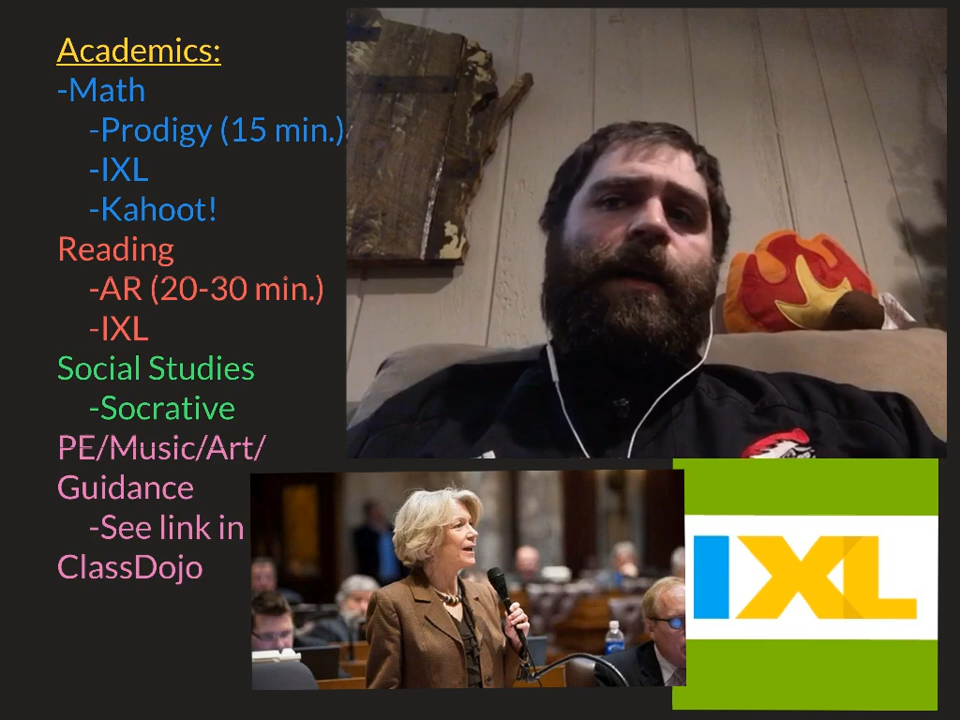 Academics:
-Math
-Prodigy (15 min.)
-IXL
-Kahoot!
Reading
-AR (20-30 min.)
-IXL
Social Studies
-Socrative
PE/Music/Art/
Guidance
-See link in
ClassDojo
IXL